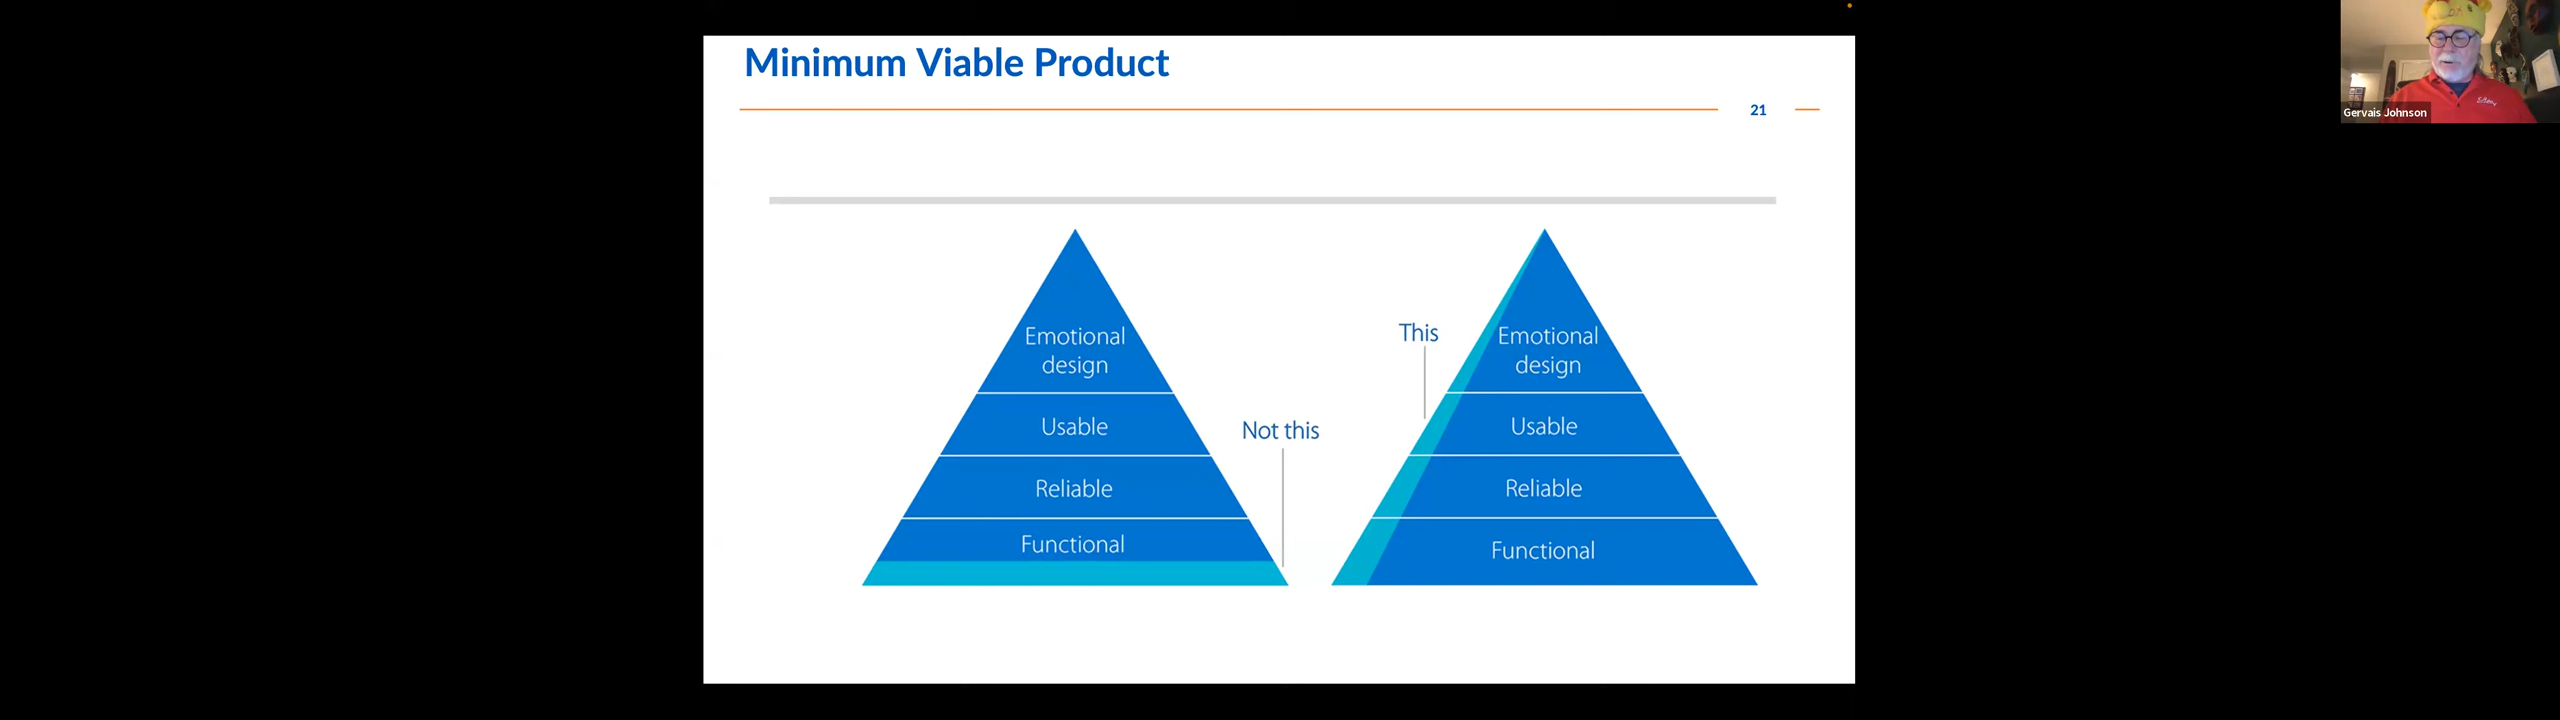 Minimum Viable Product
21
Emotional
design
Usable
Reliable
Functional
Not this
This
Emotional
design
Usable
Reliable
Functional
Gervais Johnson